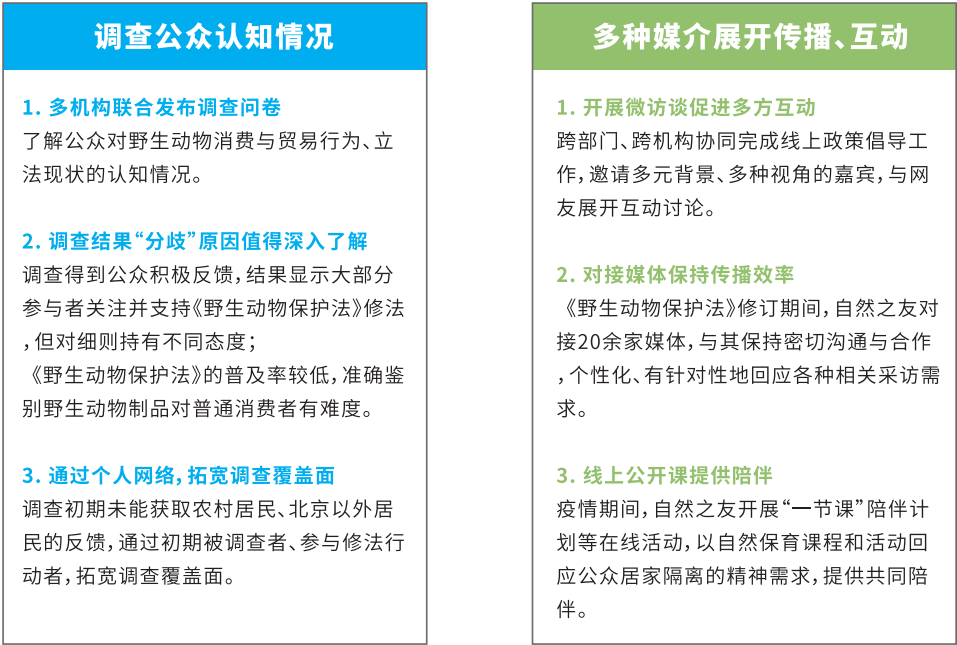 调查公众认知情况
1. 多机构联合发布调查问卷
了解公众对野生动物消费与贸易行为、立
法现状的认知情况。
2. 调查结果“分歧”原因值得深入了解
调查得到公众积极反馈，结果显示大部分
参与者关注并支持《野生动物保护法》修法
，但对细则持有不同态度；
《野生动物保护法》的普及率较低，准确鉴
别野生动物制品对普通消费者有难度。
3. 通过个人网络，拓宽调查覆盖面
调查初期未能获取农村居民、北京以外居
民的反馈，通过初期被调查者、参与修法行
动者，拓宽调查覆盖面。
多种媒介展开传播、互动
1. 开展微访谈促进多方互动
跨部门、跨机构协同完成线上政策倡导工
作，邀请多元背景、多种视角的嘉宾，与网
友展开互动讨论。
2. 对接媒体保持传播效率
《野生动物保护法》修订期间，自然之友对
接20余家媒体，与其保持密切沟通与合作
，个性化、有针对性地回应各种相关采访需
求。
3. 线上公开课提供陪伴
疫情期间，自然之友开展“一节课”陪伴计
划等在线活动，以自然保育课程和活动回
应公众居家隔离的精神需求，提供共同陪
伴。